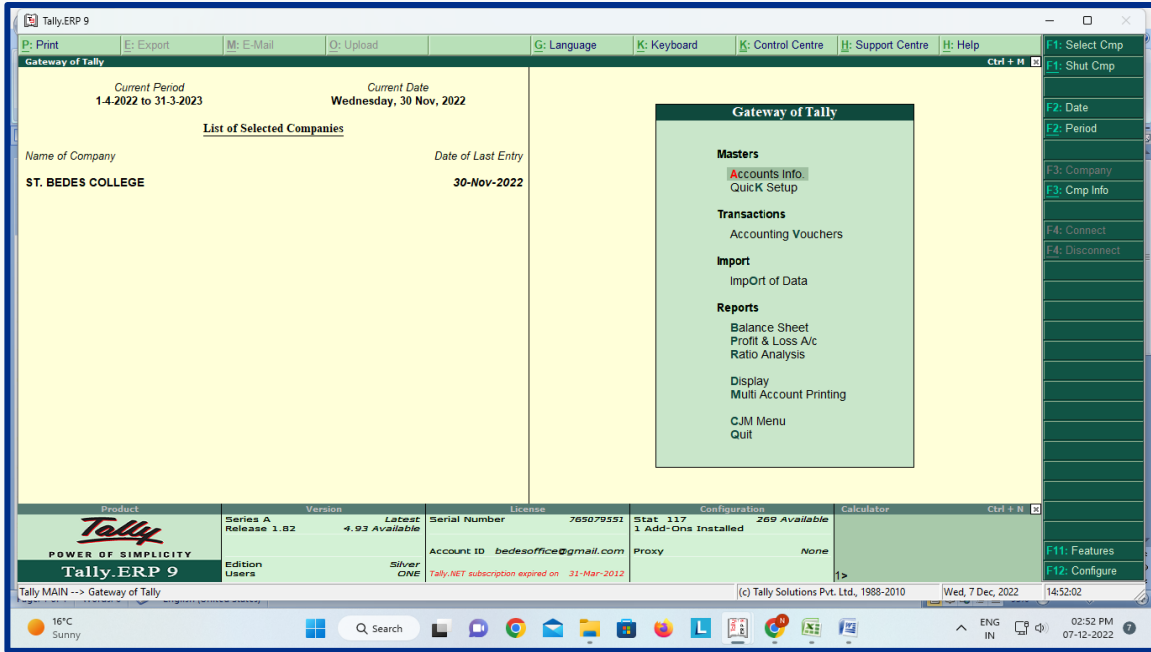 Tally.ERP 9
P: Print E: Export M: E-Mail O: Upload G: Language K: Keyboard K: Control Centre H: Support Centre H: Help
Gateway of Tally Ctrl + M
Current Period Current Date
1-4-2022 to 31-3-2023 Wednesday, 30 Nov, 2022
List of Selected Companies
Name of Company Date of Last Entry
ST. BEDES COLLEGE 30-Nov-2022
Gateway of Tally
Masters
Accounts Info.
QuicK Setup
Transactions
Accounting Vouchers
Import
ImpOrt of Data
Reports
Balance Sheet
Profit & Loss A/c
Ratio Analysis
Display
Multi Account Printing
CJM Menu
Quit
F1: Select Cmp
F1: Shut Cmp
F2: Date
F2: Period
F3: Company
F3: Cmp Info
F4: Connect
F4: Disconnect
F11: Features
F12: Configure
Product Version License Configuration Calculator Ctrl + N
Tally
POWER OF SIMPLICITY
Tally.ERP 9
Series A Latest
Release 1.82 4.93 Available
Edition Silver
Users ONE
Serial Number 765079551
Account ID bedesoffice@gmail.com
Tally.NET subscription expired on 31-Mar-2012
Stat 117 269 Available
1 Add-Ons Installed
Proxy None
1>
Tally MAIN --> Gateway of Tally (c) Tally Solutions Pvt. Ltd., 1988-2010 Wed, 7 Dec, 2022 14:52:02
16°C
Sunny
Search
ENG
IN
02:52 PM
07-12-2022
7